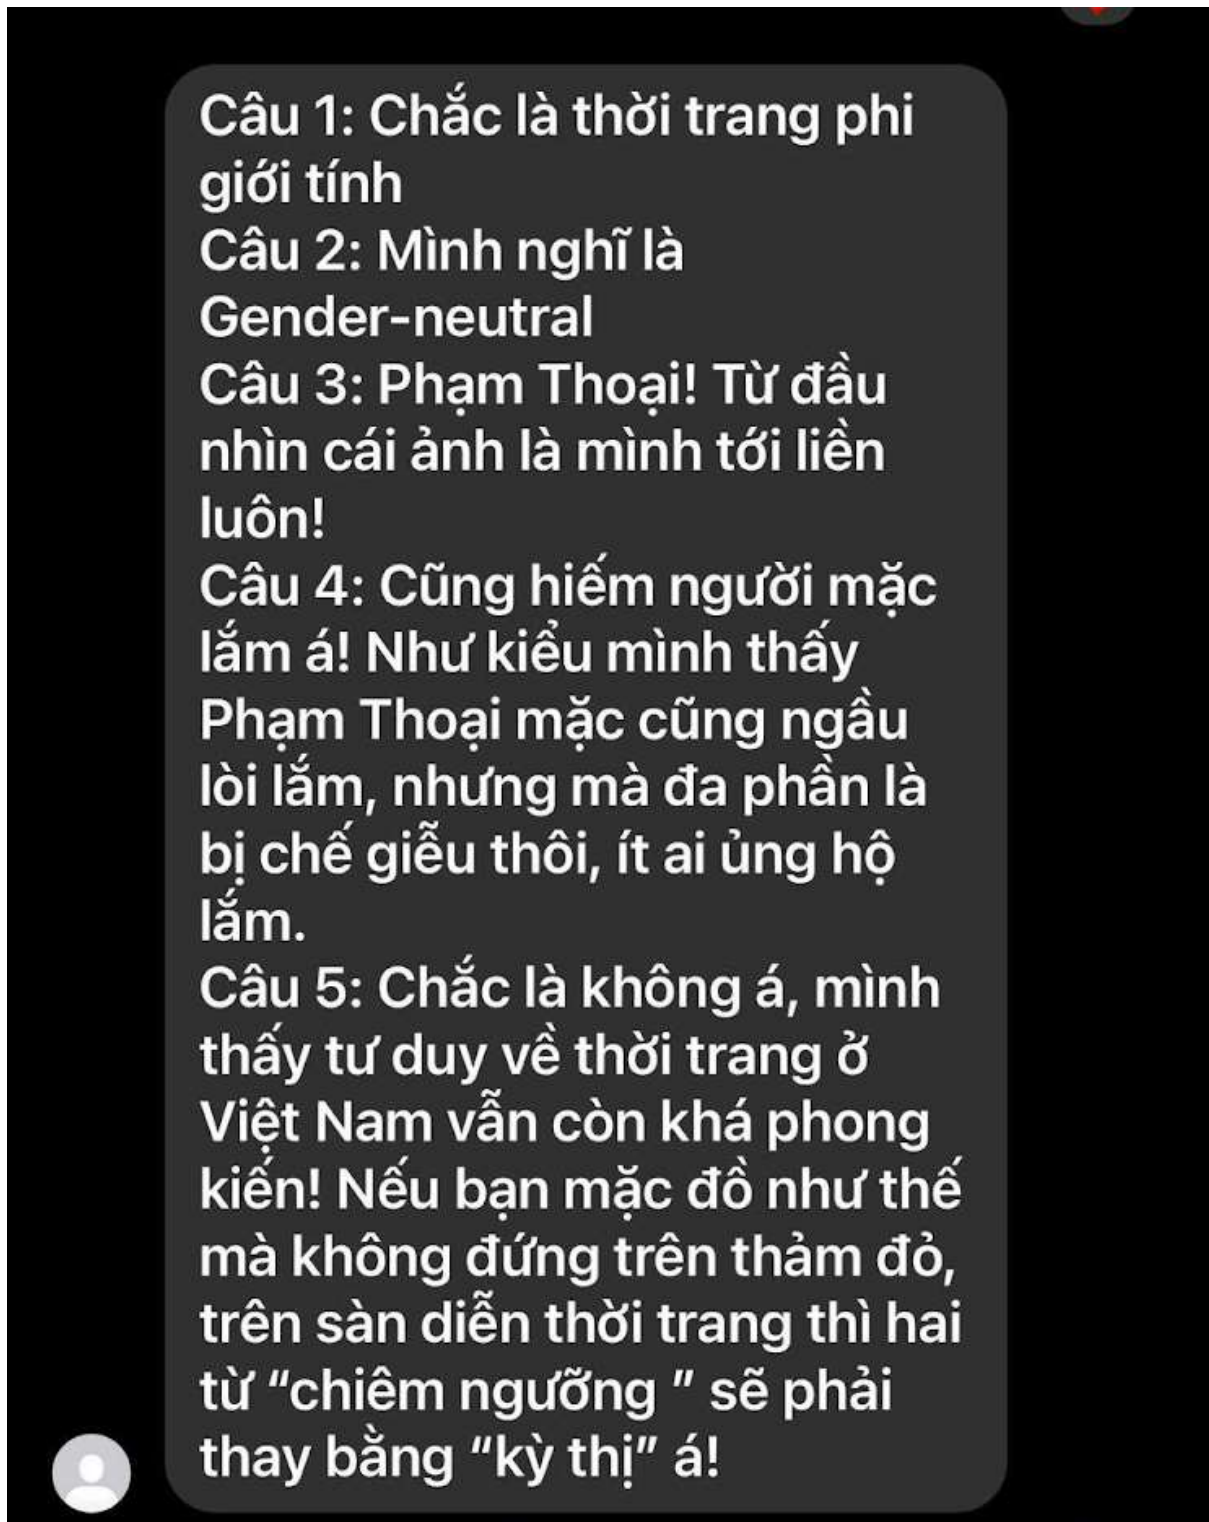 Câu 1: Chắc là thời trang phi
giới tính
Câu 2: Mình nghĩ là
Gender-neutral
Câu 3: Phạm Thoại! Từ đầu
nhìn cái ảnh là mình tới liền
luôn!
Câu 4: Cũng hiếm người mặc
lắm á! Như kiểu mình thấy
Phạm Thoại mặc cũng ngầu
lòi lắm, nhưng mà đa phần là
bị chế giễu thôi, ít ai ủng hộ
lắm.
Câu 5: Chắc là không á, mình
thấy tư duy về thời trang ở
Việt Nam vẫn còn khá phong
kiến! Nếu bạn mặc đồ như thế
mà không đứng trên thảm đỏ,
trên sàn diễn thời trang thì hai
từ “chiêm ngưỡng ” sẽ phải
thay bằng “kỳ thị” á!